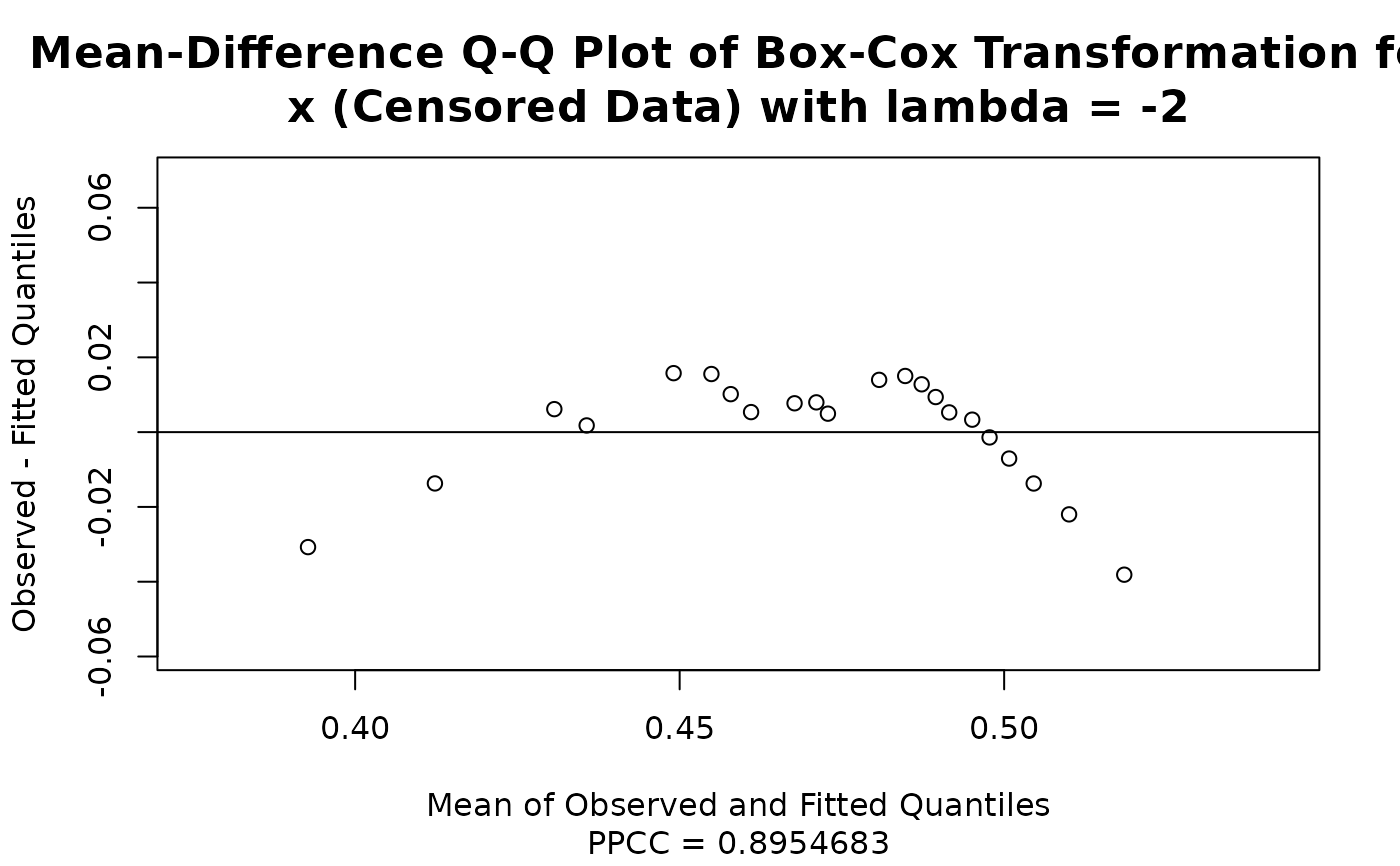 Mean-Difference Q-Q Plot of Box-Cox Transformation
x (Censored Data) with lambda = -2
Observed - Fitted Quantiles
0.06
0.02
-0.02
-0.06
0.40 0.45 0.50
Mean of Observed and Fitted Quantiles
PPCC = 0.8954683